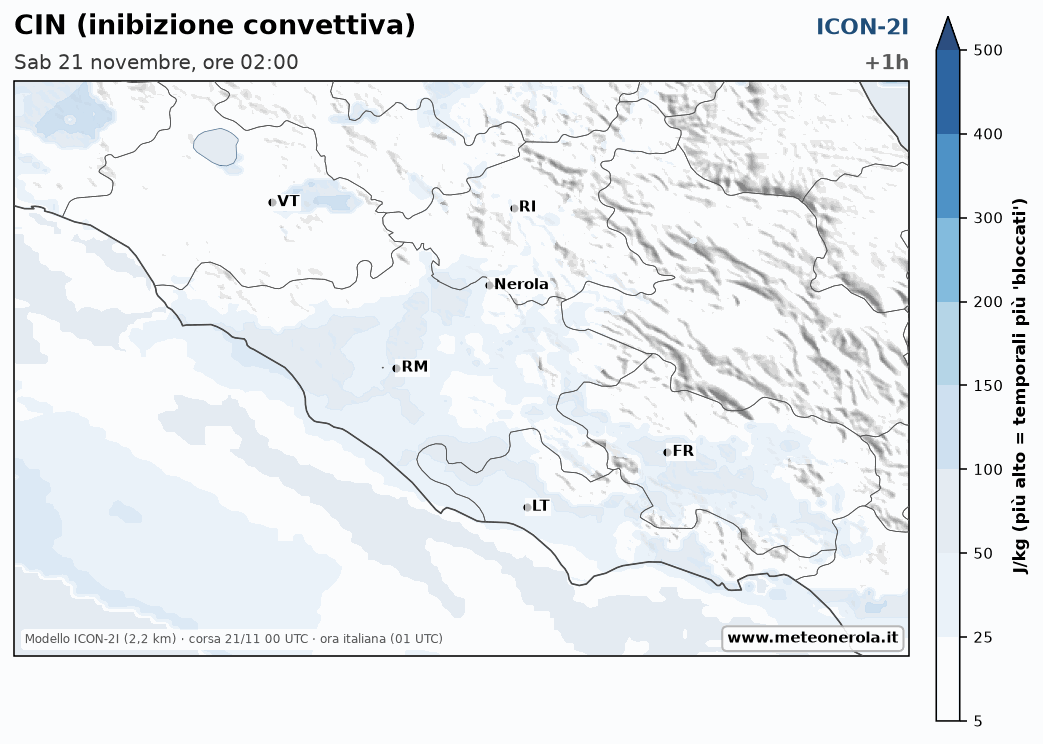 CIN (inibizione convettiva)
ICON-2I
Sab 21 novembre, ore 02:00
+1h
VT
RI
Nerola
RM
FR
LT
Modello ICON-2I (2,2 km) · corsa 21/11 00 UTC · ora italiana (01 UTC)
www.meteonerola.it
500
400
300
200
150
100
50
25
5
J/kg (più alto = temporali più 'bloccati')